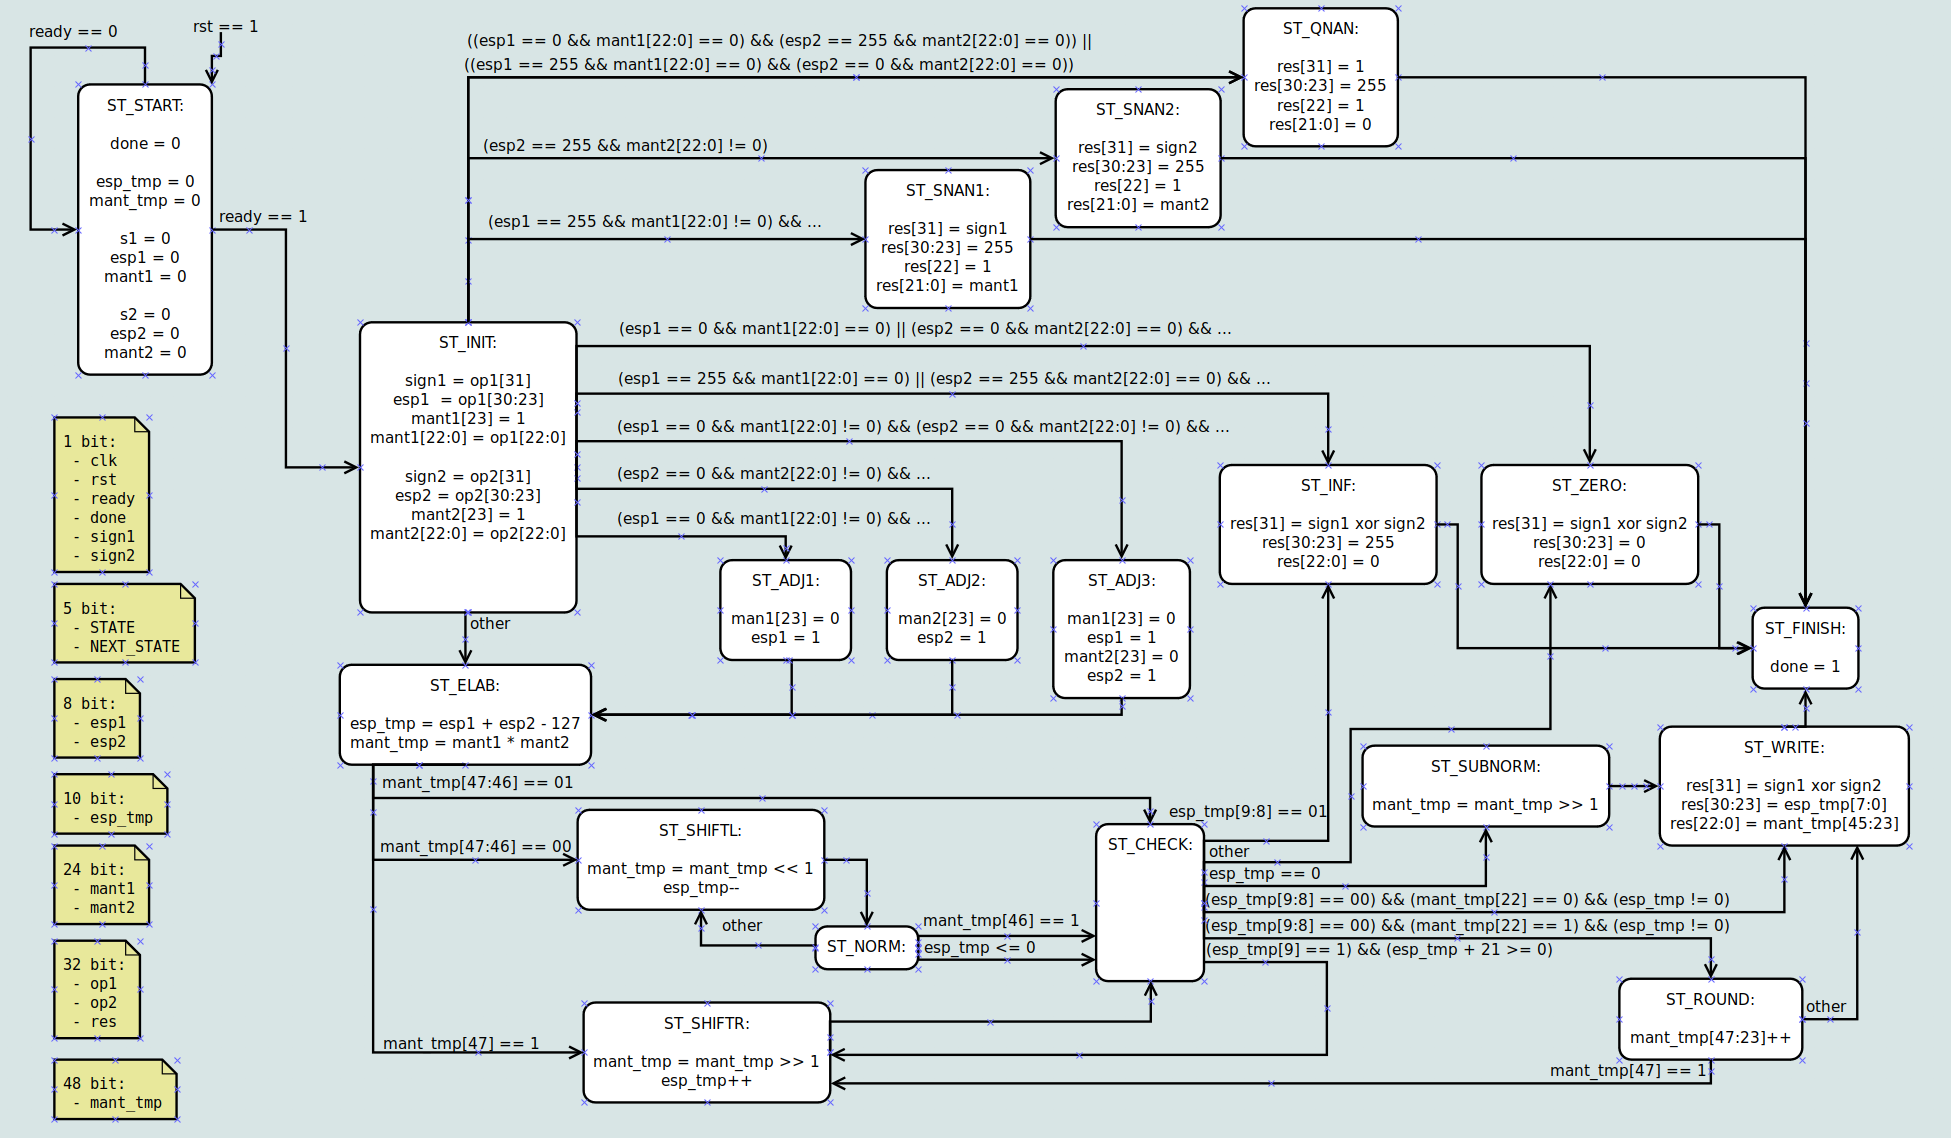 ready == 0
rst == 1
ST_START:
done = 0
esp_tmp = 0
mant_tmp = 0
s1 = 0
esp1 = 0
mant1 = 0
s2 = 0
esp2 = 0
mant2 = 0
ready == 1
((esp1 == 0 && mant1[22:0] == 0) && (esp2 == 255 && mant2[22:0] == 0)) ||
((esp1 == 255 && mant1[22:0] == 0) && (esp2 == 0 && mant2[22:0] == 0))
ST_QNAN:
res[31] = 1
res[30:23] = 255
res[22] = 1
res[21:0] = 0
(esp2 == 255 && mant2[22:0] != 0)
ST_SNAN2:
res[31] = sign2
res[30:23] = 255
res[22] = 1
res[21:0] = mant2
(esp1 == 255 && mant1[22:0] != 0) && ...
ST_SNAN1:
res[31] = sign1
res[30:23] = 255
res[22] = 1
res[21:0] = mant1
ST_INIT:
sign1 = op1[31]
esp1  = op1[30:23]
mant1[23] = 1
mant1[22:0] = op1[22:0]
sign2 = op2[31]
esp2 = op2[30:23]
mant2[23] = 1
mant2[22:0] = op2[22:0]
(esp1 == 0 && mant1[22:0] == 0) || (esp2 == 0 && mant2[22:0] == 0) && ...
(esp1 == 255 && mant1[22:0] == 0) || (esp2 == 255 && mant2[22:0] == 0) && ...
(esp1 == 0 && mant1[22:0] != 0) && (esp2 == 0 && mant2[22:0] != 0) && ...
(esp2 == 0 && mant2[22:0] != 0) && ...
(esp1 == 0 && mant1[22:0] != 0) && ...
ST_INF:
res[31] = sign1 xor sign2
res[30:23] = 255
res[22:0] = 0
ST_ZERO:
res[31] = sign1 xor sign2
res[30:23] = 0
res[22:0] = 0
ST_ADJ1:
man1[23] = 0
esp1 = 1
ST_ADJ2:
man2[23] = 0
esp2 = 1
ST_ADJ3:
man1[23] = 0
esp1 = 1
mant2[23] = 0
esp2 = 1
ST_FINISH:
done = 1
other
ST_ELAB:
esp_tmp = esp1 + esp2 - 127
mant_tmp = mant1 * mant2
mant_tmp[47:46] == 01
mant_tmp[47:46] == 00
mant_tmp[47] == 1
ST_SHIFTL:
mant_tmp = mant_tmp << 1
esp_tmp--
other
ST_NORM:
mant_tmp[46] == 1
esp_tmp <= 0
ST_SHIFTR:
mant_tmp = mant_tmp >> 1
esp_tmp++
ST_CHECK:
esp_tmp[9:8] == 01
other
esp_tmp == 0
(esp_tmp[9:8] == 00) && (mant_tmp[22] == 0) && (esp_tmp != 0)
(esp_tmp[9:8] == 00) && (mant_tmp[22] == 1) && (esp_tmp != 0)
(esp_tmp[9] == 1) && (esp_tmp + 21 >= 0)
ST_SUBNORM:
mant_tmp = mant_tmp >> 1
ST_WRITE:
res[31] = sign1 xor sign2
res[30:23] = esp_tmp[7:0]
res[22:0] = mant_tmp[45:23]
ST_ROUND:
mant_tmp[47:23]++
other
mant_tmp[47] == 1
1 bit:
- clk
- rst
- ready
- done
- sign1
- sign2
5 bit:
- STATE
- NEXT_STATE
8 bit:
- esp1
- esp2
10 bit:
- esp_tmp
24 bit:
- mant1
- mant2
32 bit:
- op1
- op2
- res
48 bit:
- mant_tmp